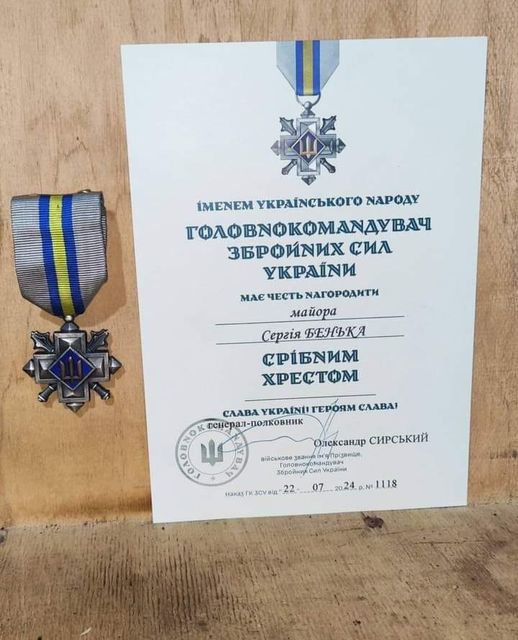 ІМЕНЕМ УКРАЇНСЬКОГО НАРОДУ
ГОЛОВНОКОМАНДУВАЧ
ЗБРОЙНИХ СИЛ
УКРАЇНИ
МАЄ ЧЕСТЬ НАГОРОДИТИ
майора
Сергія БЕНЬКА
СРІБНИМ
ХРЕСТОМ
СЛАВА УКРАЇНІ! ГЕРОЯМ СЛАВА!
генерал-полковник
Олександр СИРСЬКИЙ
військове звання Ім'я Прізвище,
Головнокомандувач
Збройних Сил України
ГОЛОВНОКОМАНДУВАЧ
Наказ ГК ЗСУ від "22" 07 2024 р. № 1118